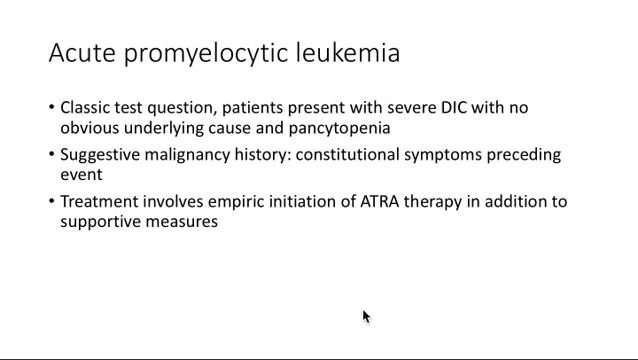 Acute promyelocytic leukemia
• Classic test question, patients present with severe DIC with no
obvious underlying cause and pancytopenia
• Suggestive malignancy history: constitutional symptoms preceding
event
• Treatment involves empiric initiation of ATRA therapy in addition to
supportive measures